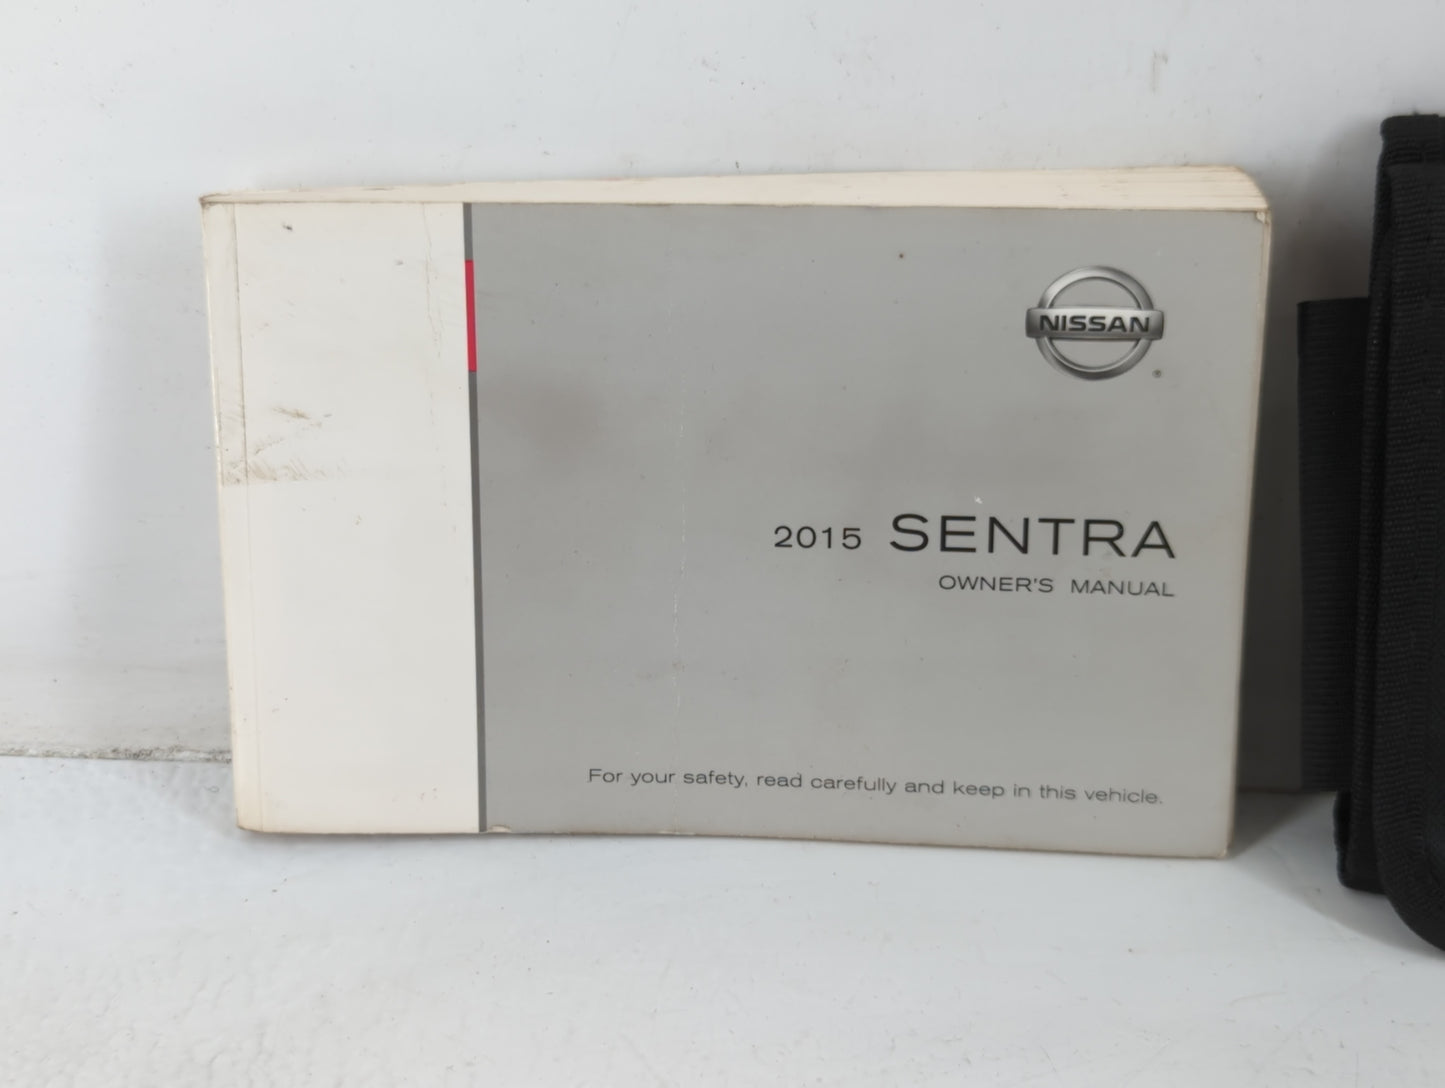 NISSAN
2015 SENTRA
OWNER'S MANUAL
For your safety, read carefully and keep in this vehicle.